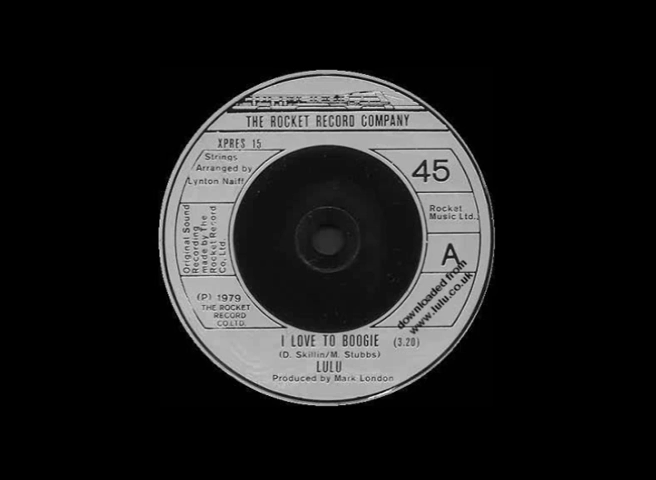 THE ROCKET RECORD COMPANY
XPRES 15
Strings
Arranged by
Lynton Naiff
45
Rocket
Music Ltd.,
Original Sound
Recording
made by The
Rocket Record
Co. Ltd.
A
(P) 1979
THE ROCKET
RECORD
CO. LTD.
downloaded from
www.lulu.co.uk
I LOVE TO BOOGIE (3.20)
(D. Skillin/M. Stubbs)
LULU
Produced by Mark London